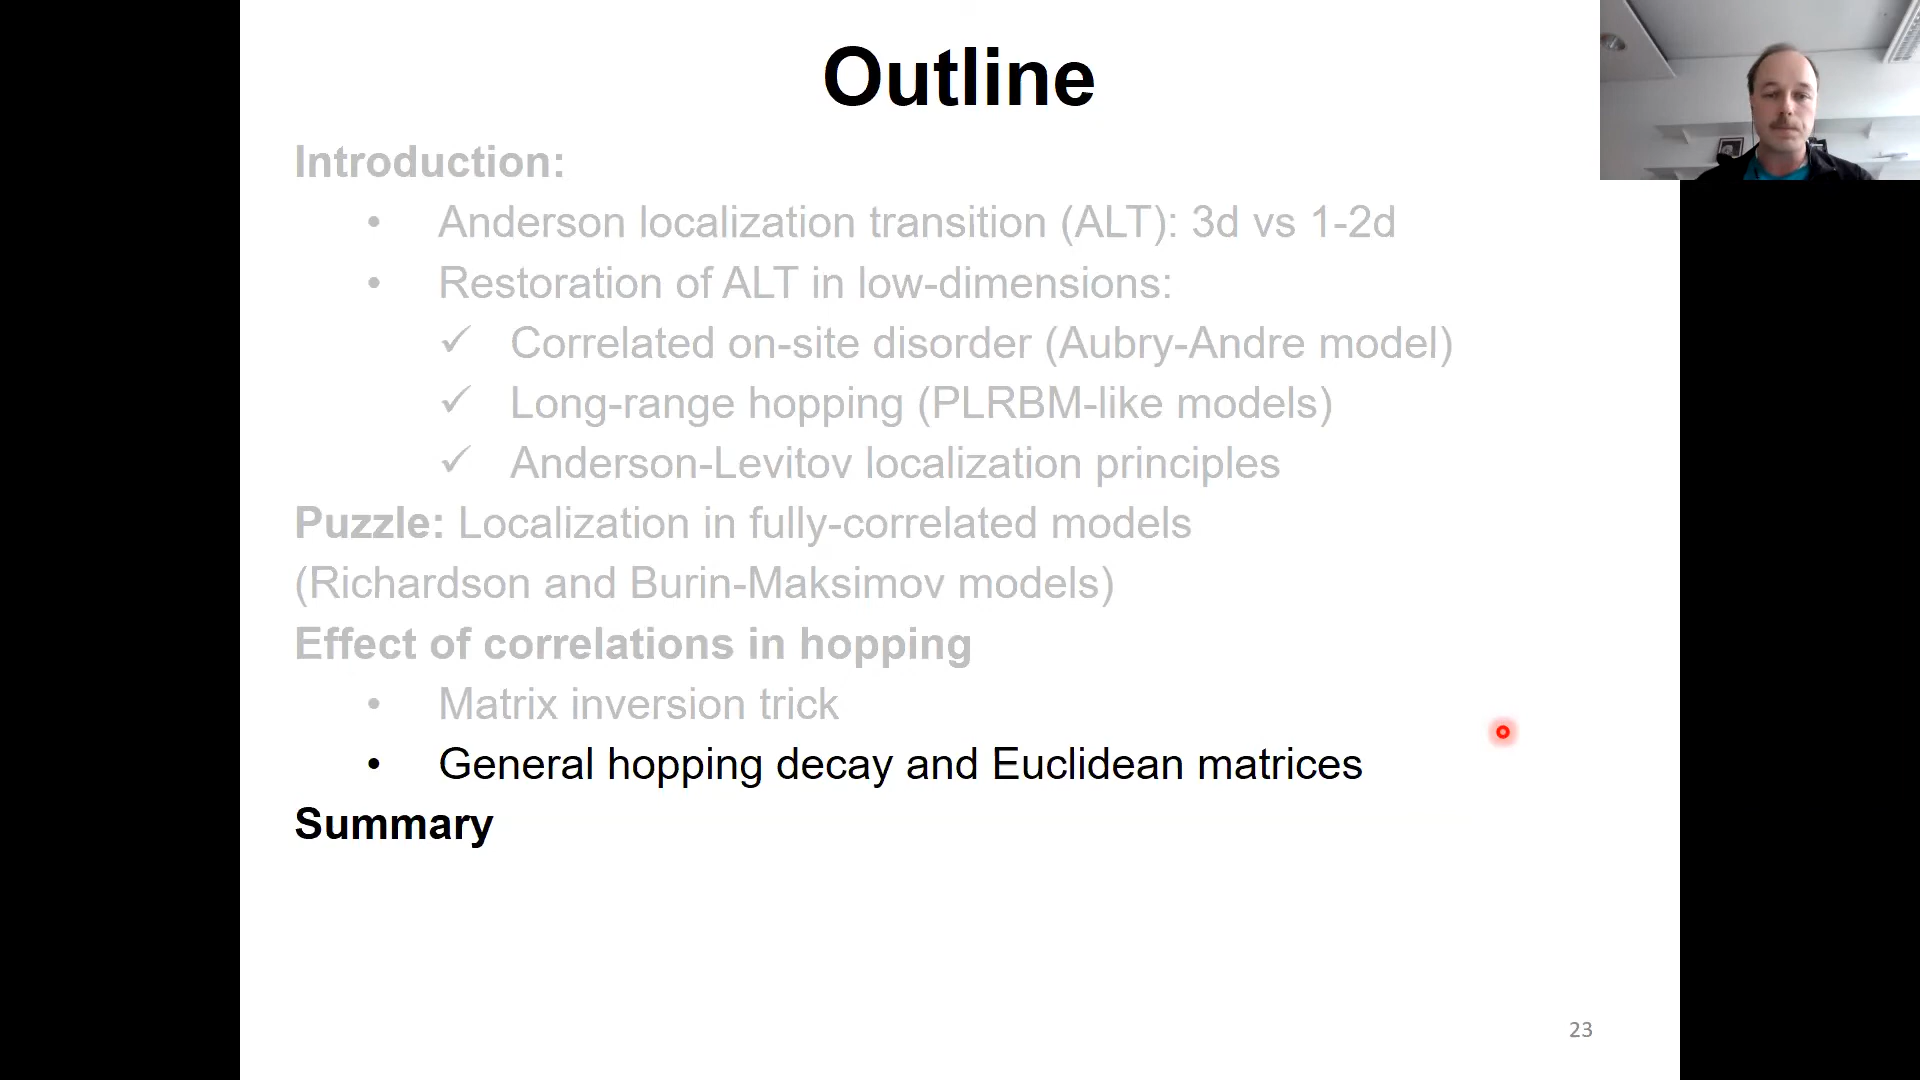 Outline
Introduction:
• Anderson localization transition (ALT): 3d vs 1-2d
• Restoration of ALT in low-dimensions:
✓ Correlated on-site disorder (Aubry-Andre model)
✓ Long-range hopping (PLRBM-like models)
✓ Anderson-Levitov localization principles
Puzzle: Localization in fully-correlated models
(Richardson and Burin-Maksimov models)
Effect of correlations in hopping
• Matrix inversion trick
• General hopping decay and Euclidean matrices
Summary
23